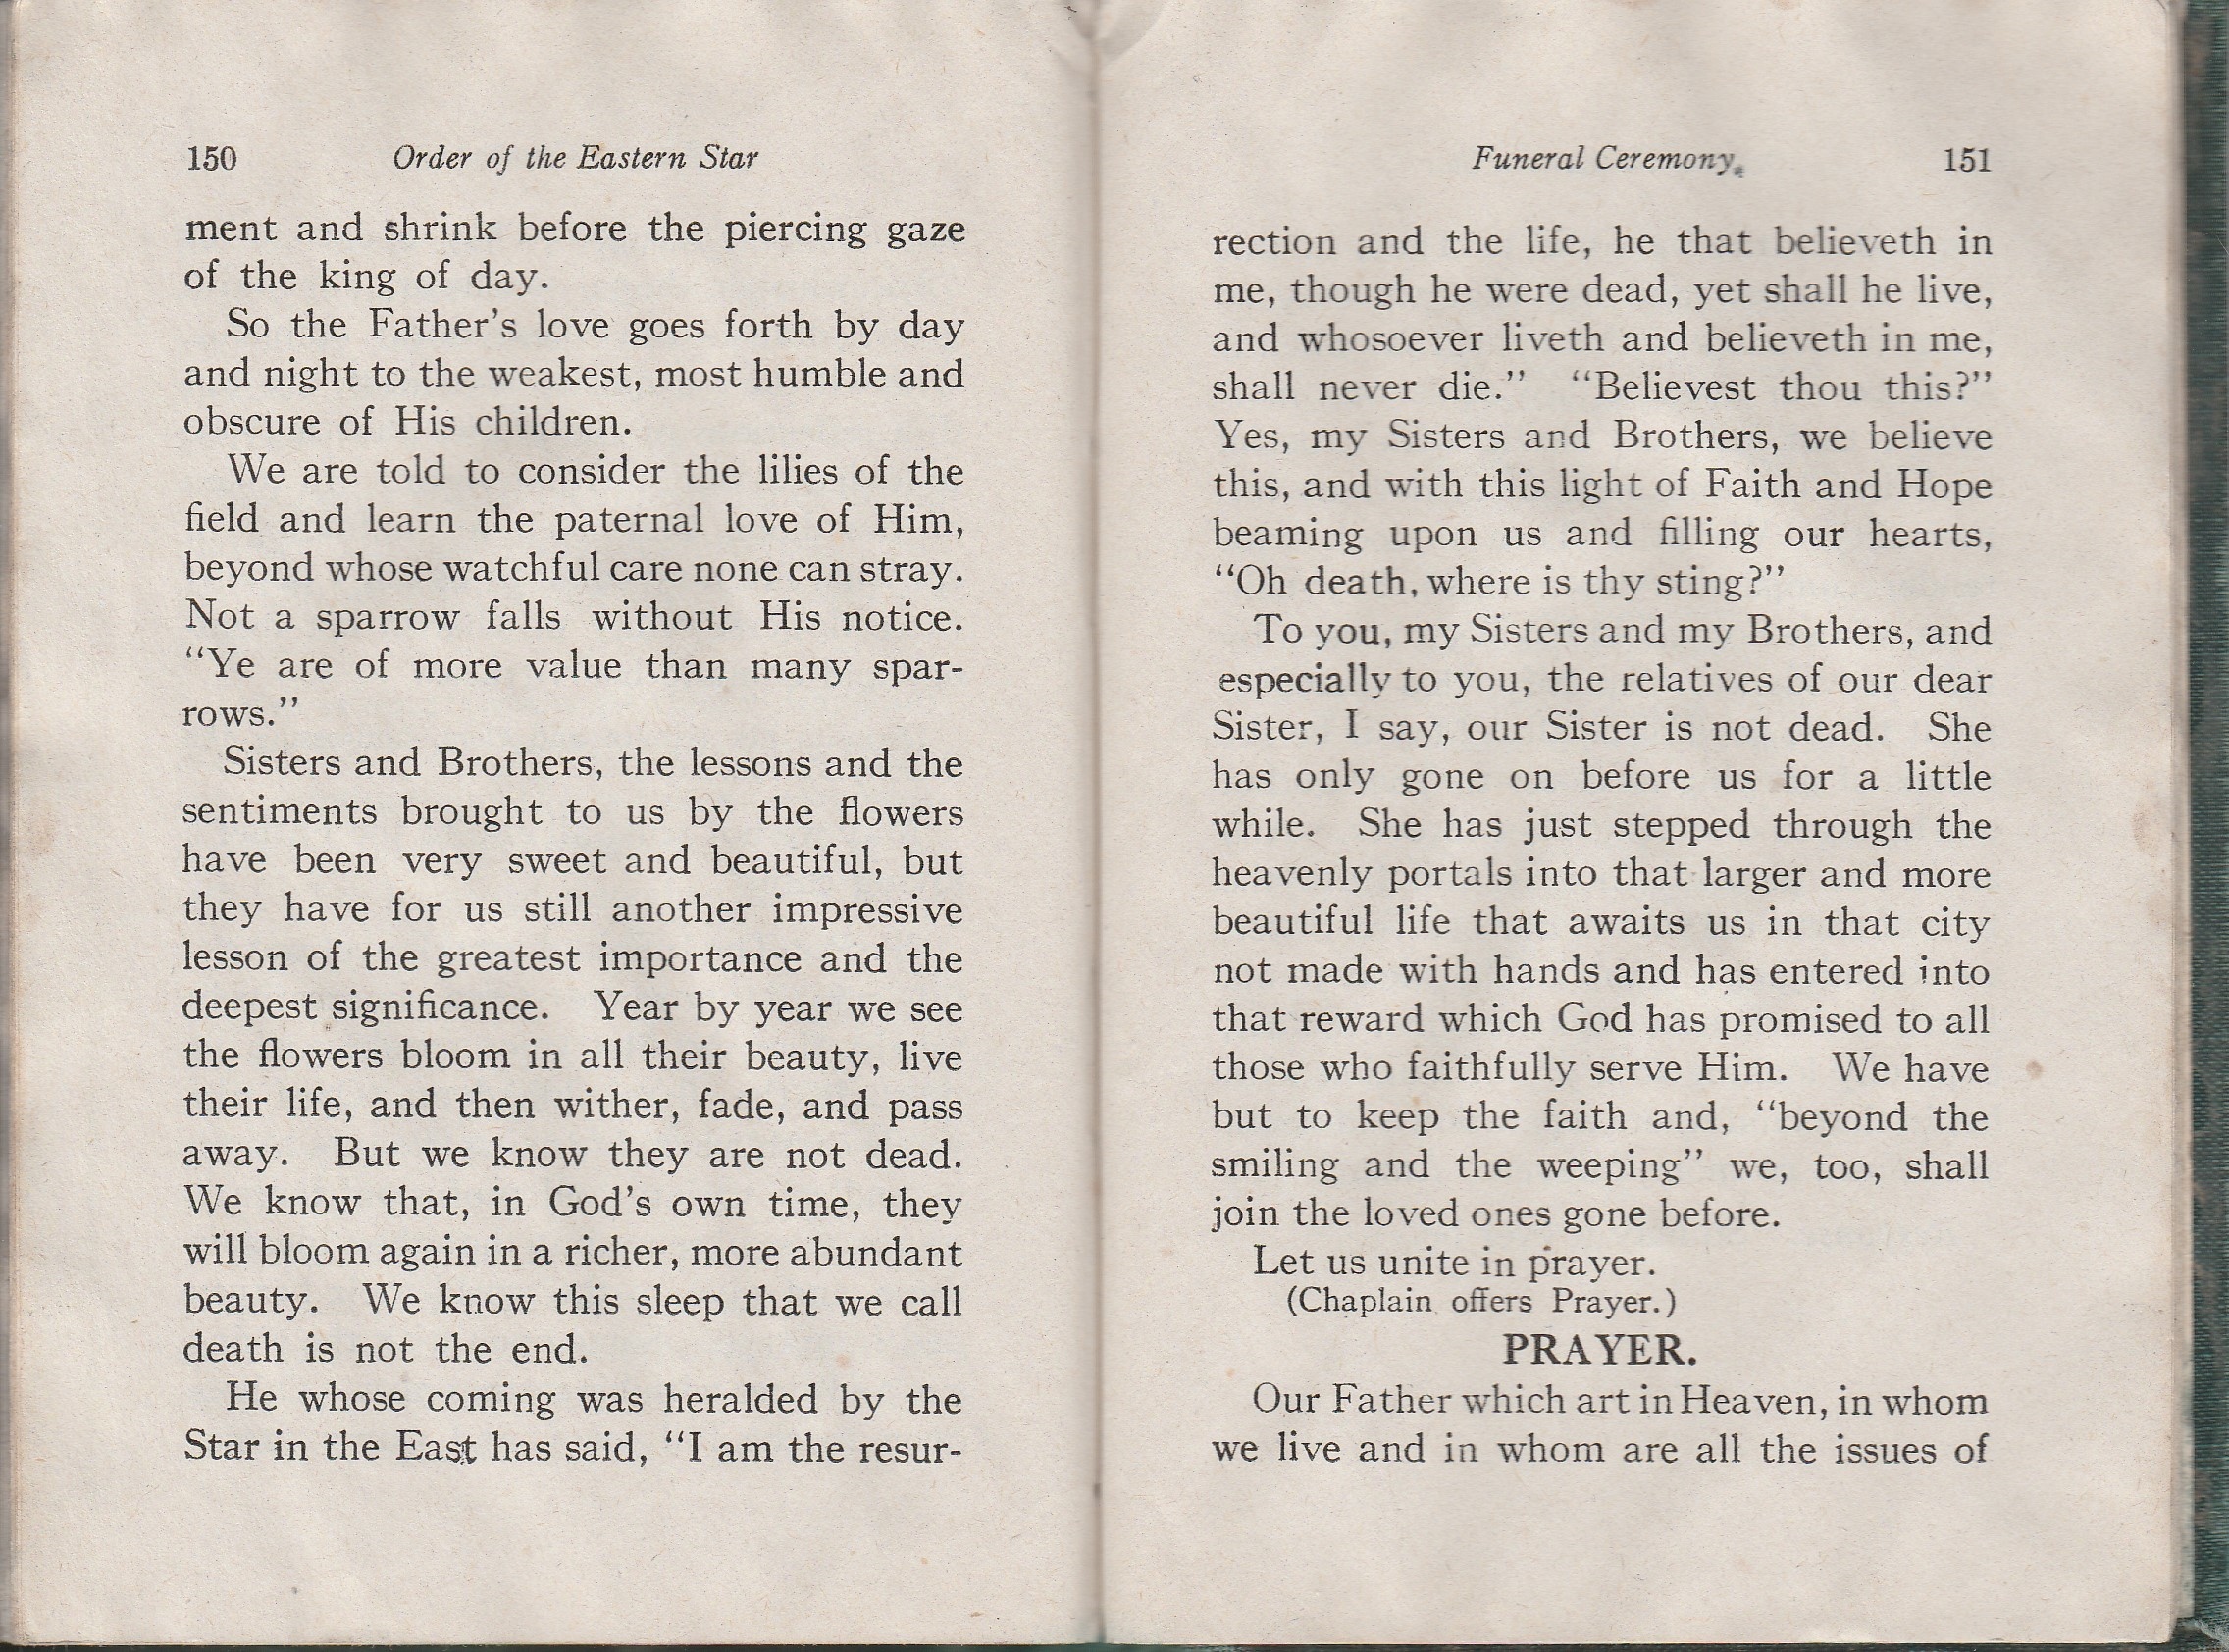 150 Order of the Eastern Star
ment and shrink before the piercing gaze
of the king of day.
So the Father's love goes forth by day
and night to the weakest, most humble and
obscure of His children.
We are told to consider the lilies of the
field and learn the paternal love of Him,
beyond whose watchful care none can stray.
Not a sparrow falls without His notice.
“Ye are of more value than many spar-
rows.”
Sisters and Brothers, the lessons and the
sentiments brought to us by the flowers
have been very sweet and beautiful, but
they have for us still another impressive
lesson of the greatest importance and the
deepest significance. Year by year we see
the flowers bloom in all their beauty, live
their life, and then wither, fade, and pass
away. But we know they are not dead.
We know that, in God's own time, they
will bloom again in a richer, more abundant
beauty. We know this sleep that we call
death is not the end.
He whose coming was heralded by the
Star in the East has said, “I am the resur-
Funeral Ceremony. 151
rection and the life, he that believeth in
me, though he were dead, yet shall he live,
and whosoever liveth and believeth in me,
shall never die.” “Believest thou this?”
Yes, my Sisters and Brothers, we believe
this, and with this light of Faith and Hope
beaming upon us and filling our hearts,
“Oh death, where is thy sting?”
To you, my Sisters and my Brothers, and
especially to you, the relatives of our dear
Sister, I say, our Sister is not dead. She
has only gone on before us for a little
while. She has just stepped through the
heavenly portals into that larger and more
beautiful life that awaits us in that city
not made with hands and has entered into
that reward which God has promised to all
those who faithfully serve Him. We have
but to keep the faith and, “beyond the
smiling and the weeping” we, too, shall
join the loved ones gone before.
Let us unite in prayer.
(Chaplain offers Prayer.)
PRAYER.
Our Father which art in Heaven, in whom
we live and in whom are all the issues of